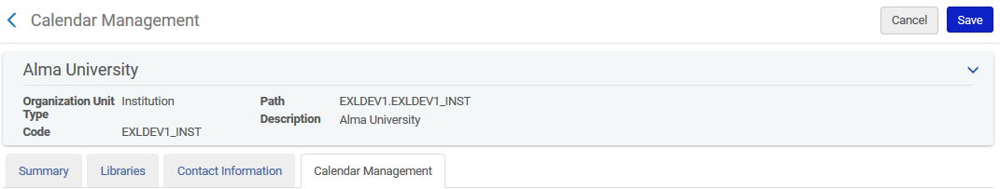 Calendar Management
Cancel
Save
Alma University
Organization Unit Type Institution
Path EXLDEV1.EXLDEV1_INST
Description Alma University
Code EXLDEV1_INST
Summary
Libraries
Contact Information
Calendar Management